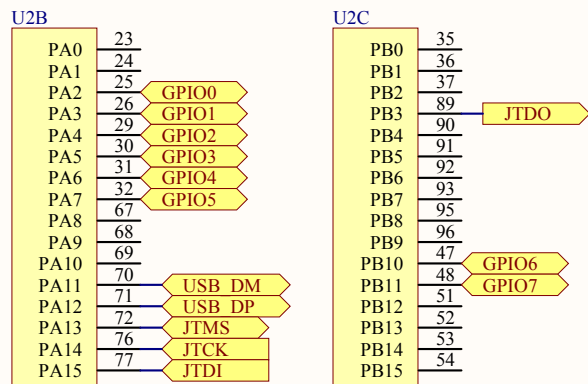 U2B
PA0 23
PA1 24
PA2 25 GPIO0
PA3 26 GPIO1
PA4 29 GPIO2
PA5 30 GPIO3
PA6 31 GPIO4
PA7 32 GPIO5
PA8 67
PA9 68
PA10 69
PA11 70 USB_DM
PA12 71 USB_DP
PA13 72 JTMS
PA14 76 JTCK
PA15 77 JTDI
U2C
PB0 35
PB1 36
PB2 37
PB3 89 JTDO
PB4 90
PB5 91
PB6 92
PB7 93
PB8 95
PB9 96
PB10 47 GPIO6
PB11 48 GPIO7
PB12 51
PB13 52
PB14 53
PB15 54